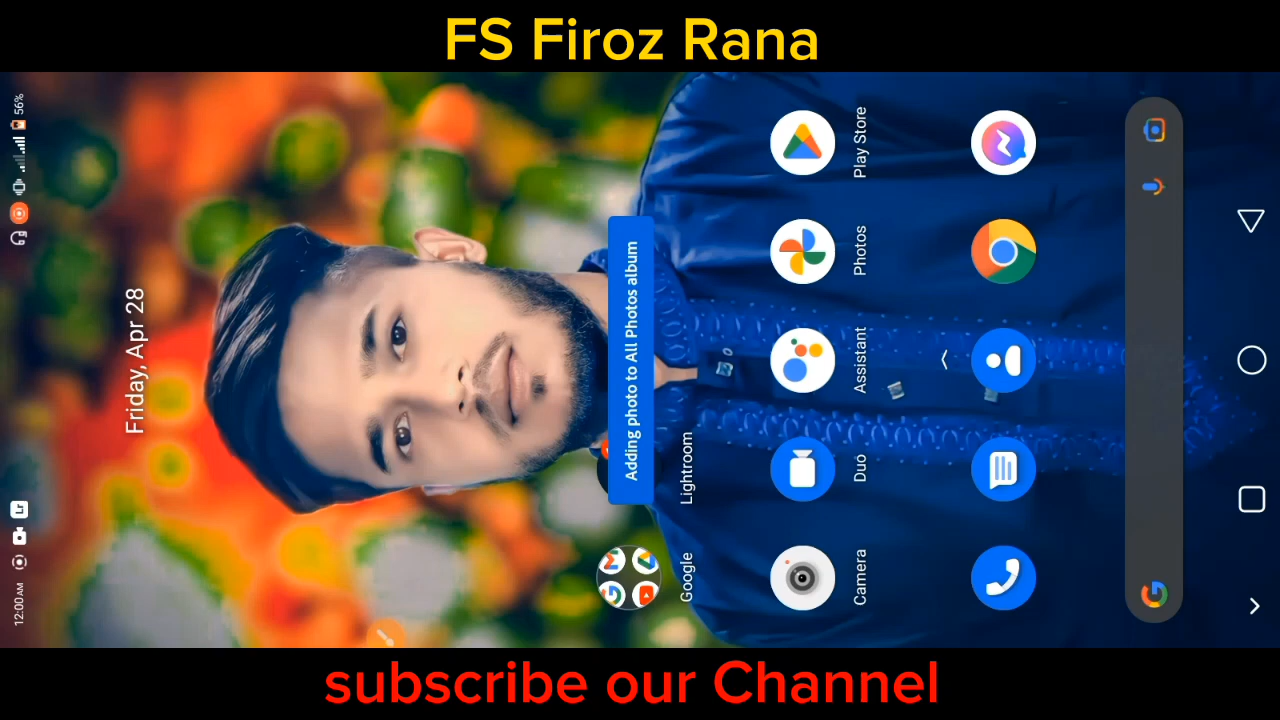 FS Firoz Rana
12:00 AM
56%
Friday, Apr 28
Adding photo to All Photos album
Google
Lightroom
Camera
Duo
Assistant
Photos
Play Store
subscribe our Channel